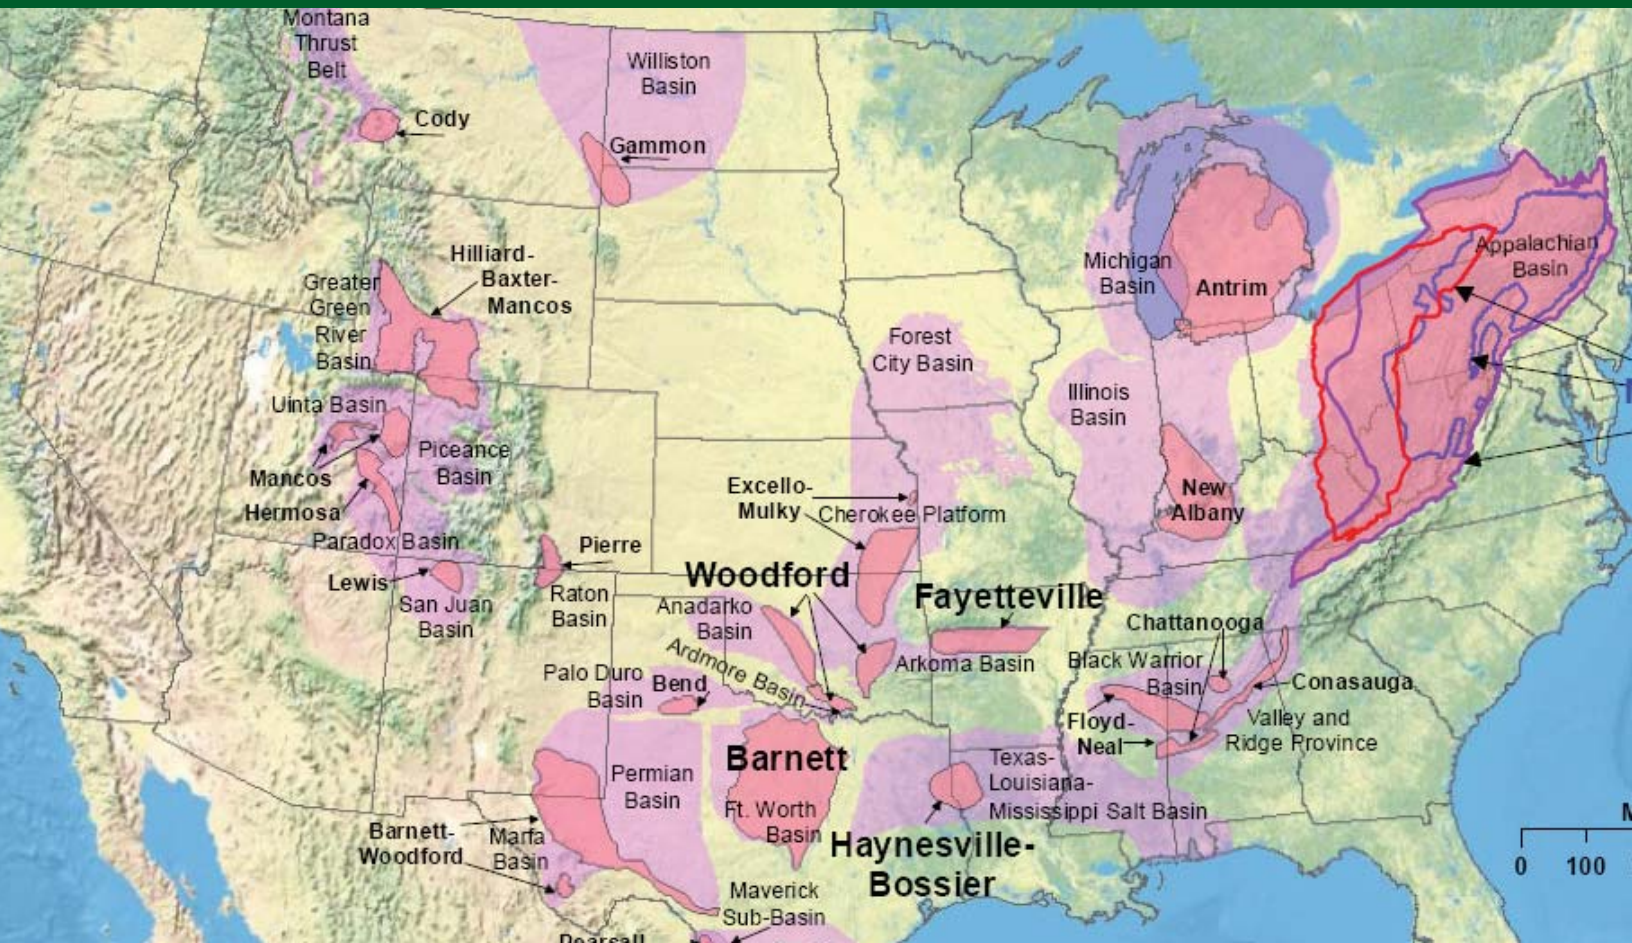 Montana
Thrust
Belt
Williston
Basin
Cody
Gammon
Hilliard-
Baxter-
Mancos
Greater
Green
River
Basin
Michigan
Basin
Antrim
Appalachian
Basin
Forest
City Basin
Illinois
Basin
Uinta Basin
Piceance
Basin
Mancos
Hermosa
Paradox Basin
Excello-
Mulky
Cherokee Platform
New
Albany
Pierre
Lewis
San Juan
Basin
Raton
Basin
Woodford
Anadarko
Basin
Ardmore Basin
Fayetteville
Arkoma Basin
Chattanooga
Black Warrior
Basin
Conasauga
Floyd-
Neal
Valley and
Ridge Province
Palo Duro
Basin
Bend
Permian
Basin
Barnett
Ft. Worth
Basin
Texas-
Louisiana-
Mississippi Salt Basin
Haynesville-
Bossier
Barnett-
Woodford
Marfa
Basin
Maverick
Sub-Basin
Pearsall
0 100